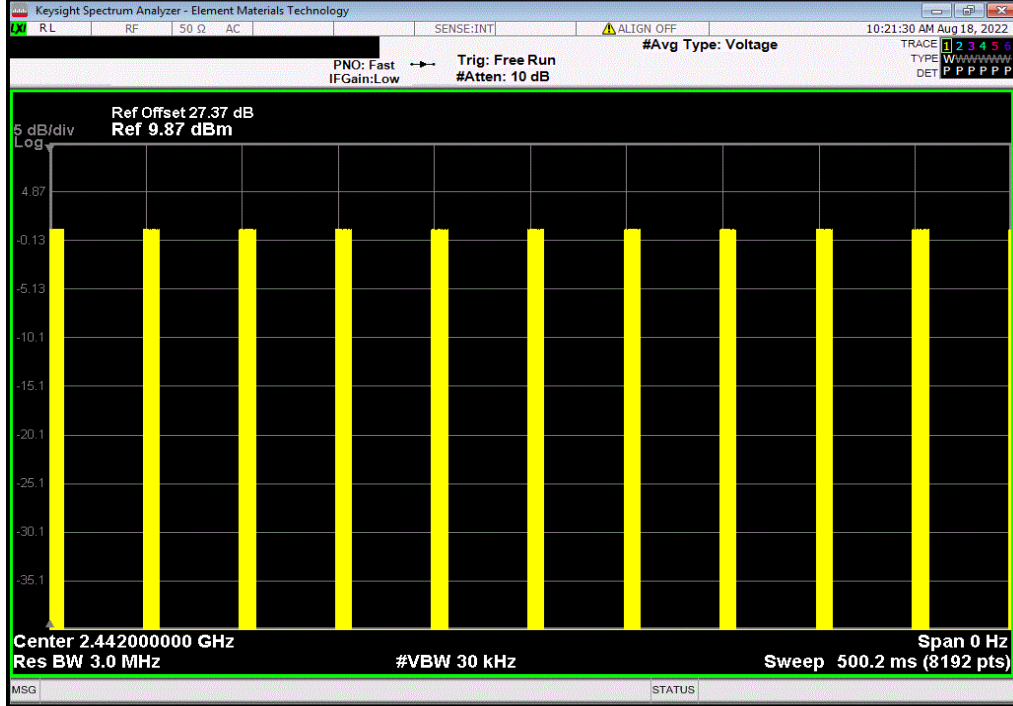 Keysight Spectrum Analyzer - Element Materials Technology
LXI RL RF 50 Ω AC SENSE:INT ALIGN OFF 10:21:30 AM Aug 18, 2022
#Avg Type: Voltage TRACE 1 2 3 4 5 6
PNO: Fast Trig: Free Run TYPE WWWWWW
IFGain:Low #Atten: 10 dB DET P P P P P P
Ref Offset 27.37 dB
5 dB/div Ref 9.87 dBm
Log
4.87
-0.13
-5.13
-10.1
-15.1
-20.1
-25.1
-30.1
-35.1
Center 2.442000000 GHz Span 0 Hz
Res BW 3.0 MHz #VBW 30 kHz Sweep 500.2 ms (8192 pts)
MSG STATUS